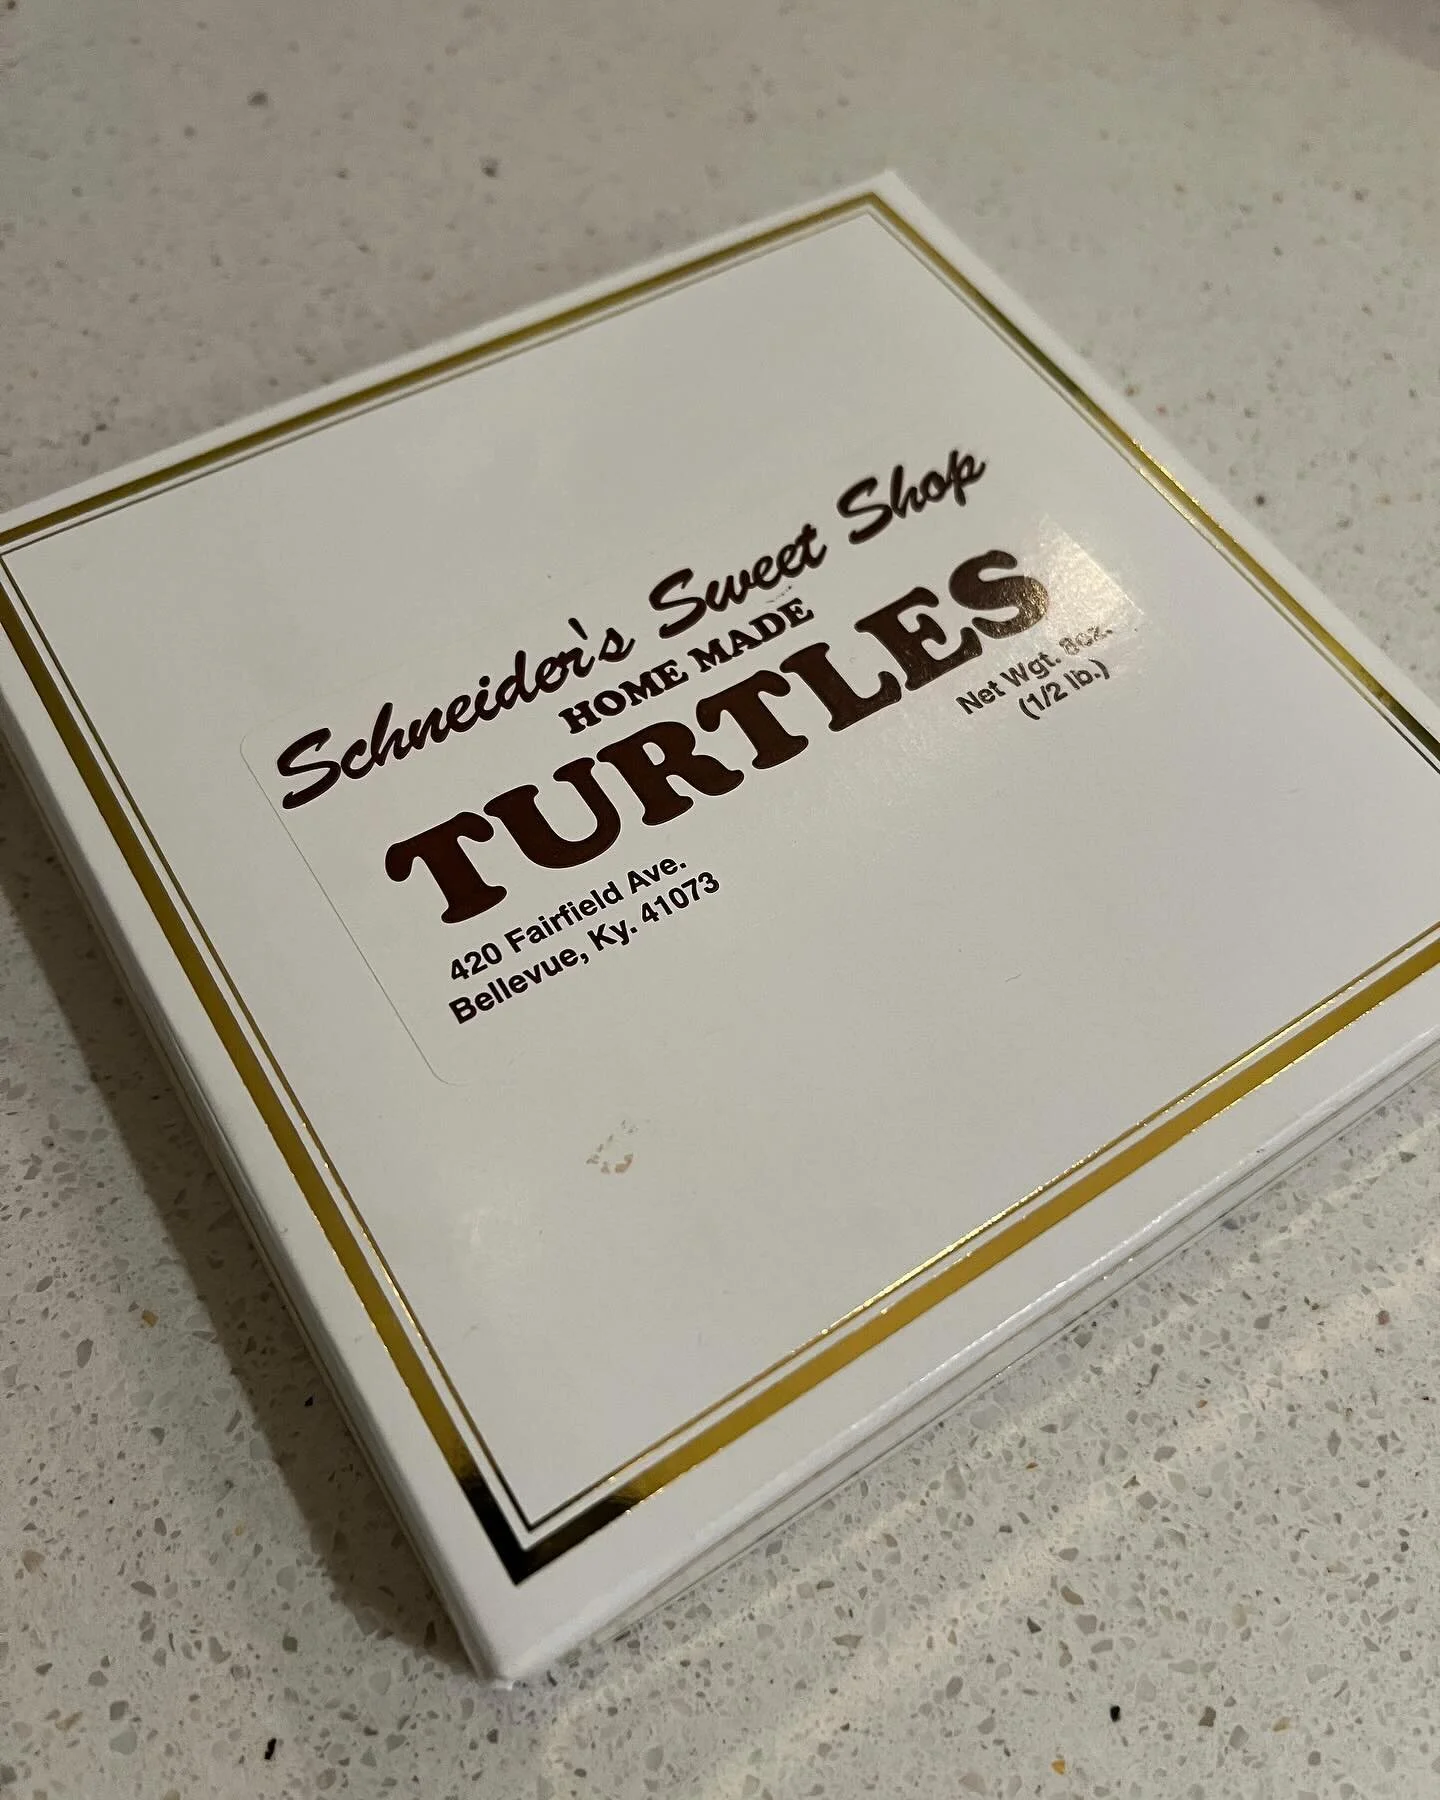 Schneider's Sweet Shop
HOME MADE
TURTLES
Net Wgt. 8oz.
(1/2 lb.)
420 Fairfield Ave.
Bellevue, Ky. 41073